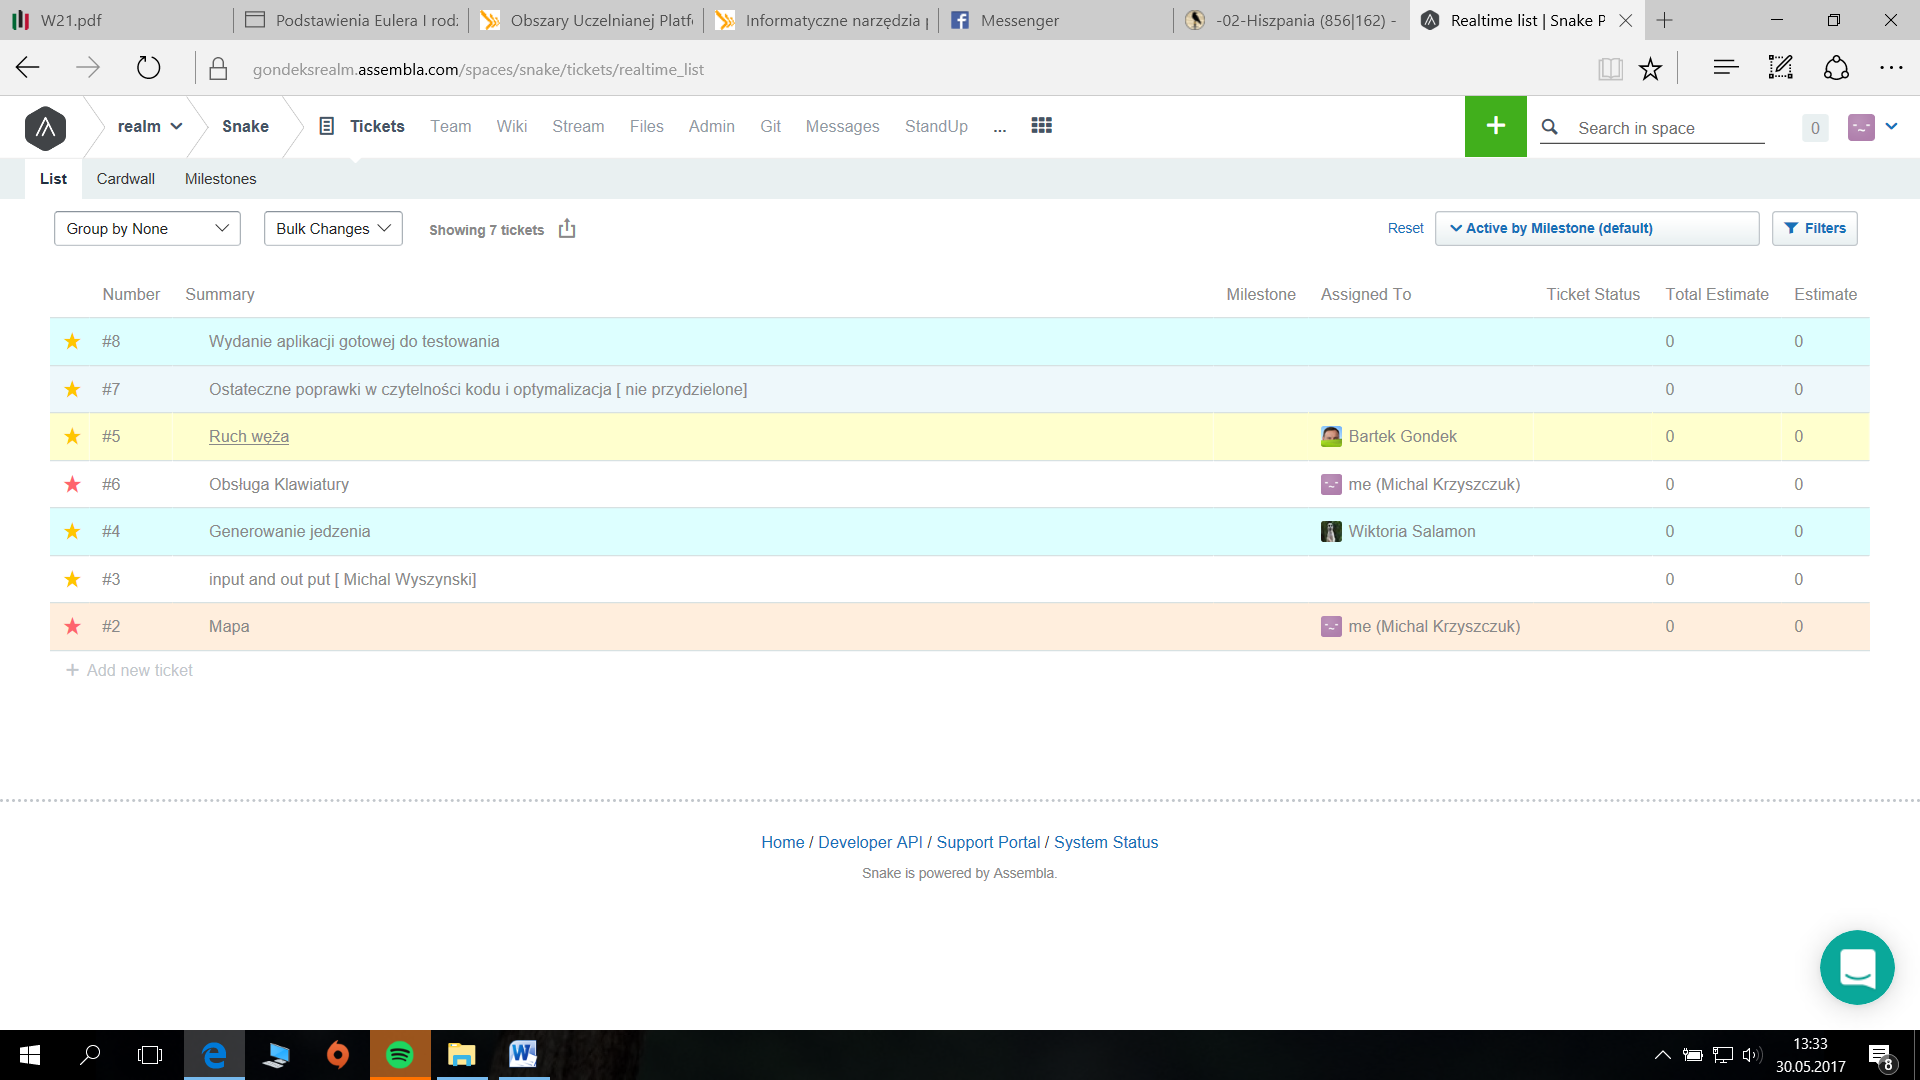 W21.pdf
Podstawienia Eulera I rodz
Obszary Uczelnianej Platf
Informatyczne narzędzia p
Messenger
-02-Hiszpania (856|162) -
Realtime list | Snake P
gondeksrealm.assembla.com/spaces/snake/tickets/realtime_list
realm Snake Tickets Team Wiki Stream Files Admin Git Messages StandUp ... + Search in space 0
List Cardwall Milestones
Group by None Bulk Changes Showing 7 tickets Reset Active by Milestone (default) Filters
Number Summary Milestone Assigned To Ticket Status Total Estimate Estimate
#8 Wydanie aplikacji gotowej do testowania 0 0
#7 Ostateczne poprawki w czytelności kodu i optymalizacja [ nie przydzielone] 0 0
#5 Ruch węża Bartek Gondek 0 0
#6 Obsługa Klawiatury me (Michal Krzyszczuk) 0 0
#4 Generowanie jedzenia Wiktoria Salamon 0 0
#3 input and out put [ Michal Wyszynski] 0 0
#2 Mapa me (Michal Krzyszczuk) 0 0
+ Add new ticket
Home / Developer API / Support Portal / System Status
Snake is powered by Assembla.
13:33
30.05.2017
8